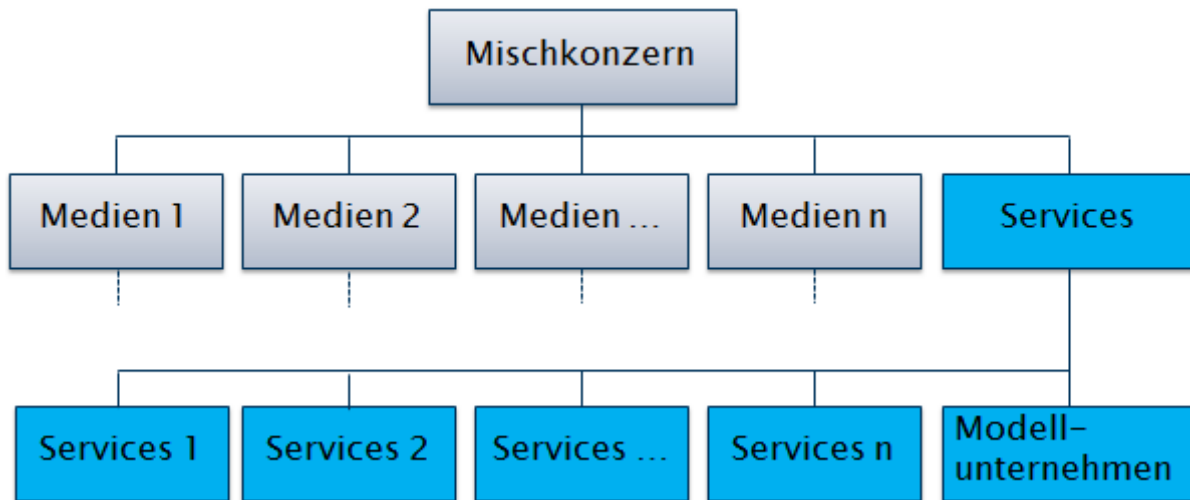 Mischkonzern
Medien 1
Medien 2
Medien ...
Medien n
Services
Services 1
Services 2
Services ...
Services n
Modell-
unternehmen